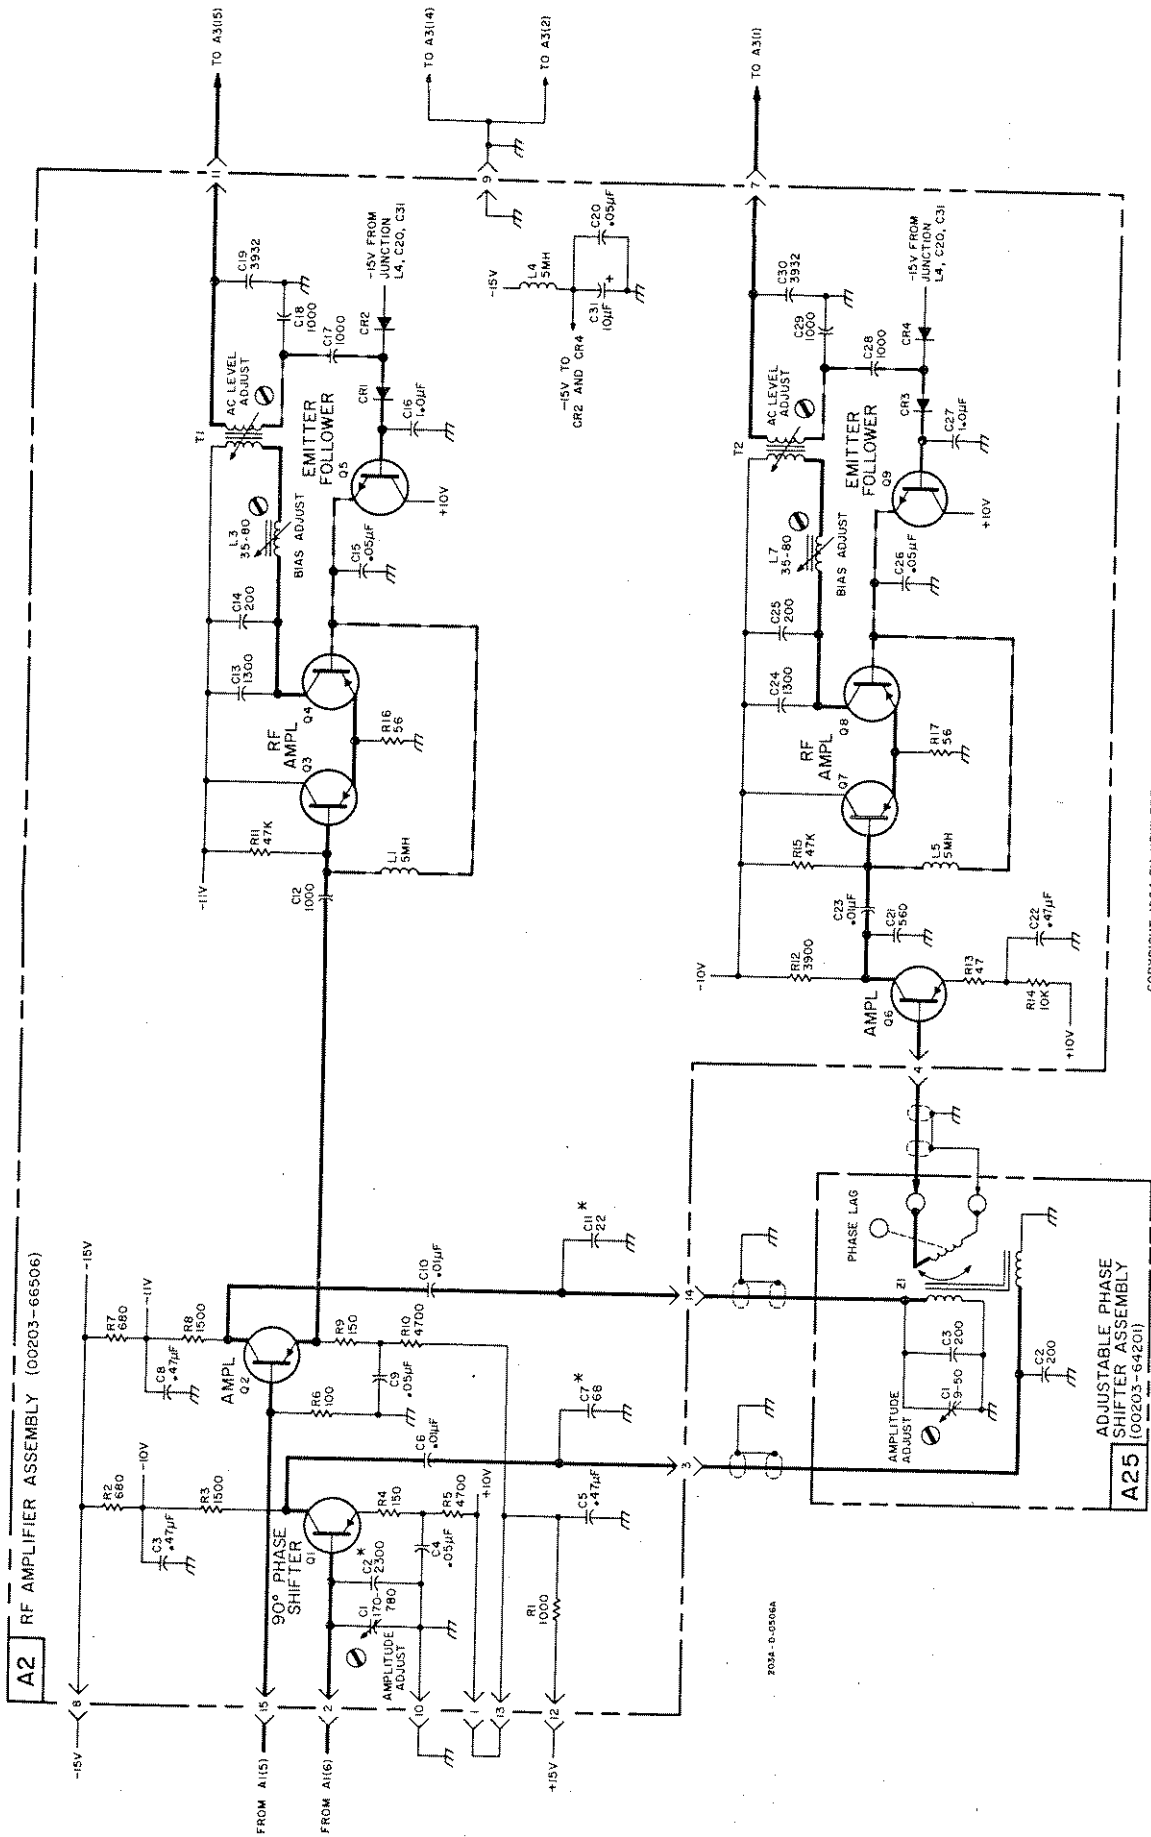 A2
RF AMPLIFIER ASSEMBLY (00203-66506)
-15V
8
FROM A1(5)
15
FROM A1(6)
2
10
1
13
+15V
12
R2
680
-10V
C3
.47µF
R3
1500
90° PHASE
SHIFTER
Q1
AMPLITUDE
ADJUST
C1
170-
780
C2*
2300
R4
150
C4
.05µF
R5
4700
+10V
R1
1000
C5
.47µF
C6
.01µF
C7*
68
3
-15V
R7
680
-11V
C8
.47µF
R8
1500
AMPL
Q2
R6
100
R9
150
C9
.05µF
R10
4700
C10
.01µF
C11*
22
14
-11V
R11
47K
C12
1000
L1
5MH
RF
AMPL
Q3
Q4
R16
56
C13
1300
C14
200
L3
35-80
BIAS ADJUST
C15
.05µF
T1
AC LEVEL
ADJUST
EMITTER
FOLLOWER
Q5
+10V
C16
1.0µF
CR1
CR2
C17
1000
C18
1000
C19
3932
-15V FROM
JUNCTION
L4, C20, C31
11
TO A3(15)
9
TO A3(14)
TO A3(2)
-15V
L4
5MH
C31
10µF
+
C20
.05µF
-15V TO
CR2 AND CR4
-10V
R12
3900
AMPL
Q6
4
R13
47
R14
10K
+10V
C22
.47µF
C21
560
C23
.01µF
R15
47K
L5
5MH
RF
AMPL
Q7
Q8
R17
56
C24
1300
C25
200
L7
35-80
BIAS ADJUST
C26
.05µF
T2
AC LEVEL
ADJUST
EMITTER
FOLLOWER
Q9
+10V
C27
1.0µF
CR3
CR4
C28
1000
C29
1000
C30
3932
-15V FROM
JUNCTION
L4, C20, C31
7
TO A3(1)
PHASE LAG
Z1
AMPLITUDE
ADJUST
C1
9-50
C3
200
C2
200
A25
ADJUSTABLE PHASE
SHIFTER ASSEMBLY
(00203-64201)
203A-D-0506A